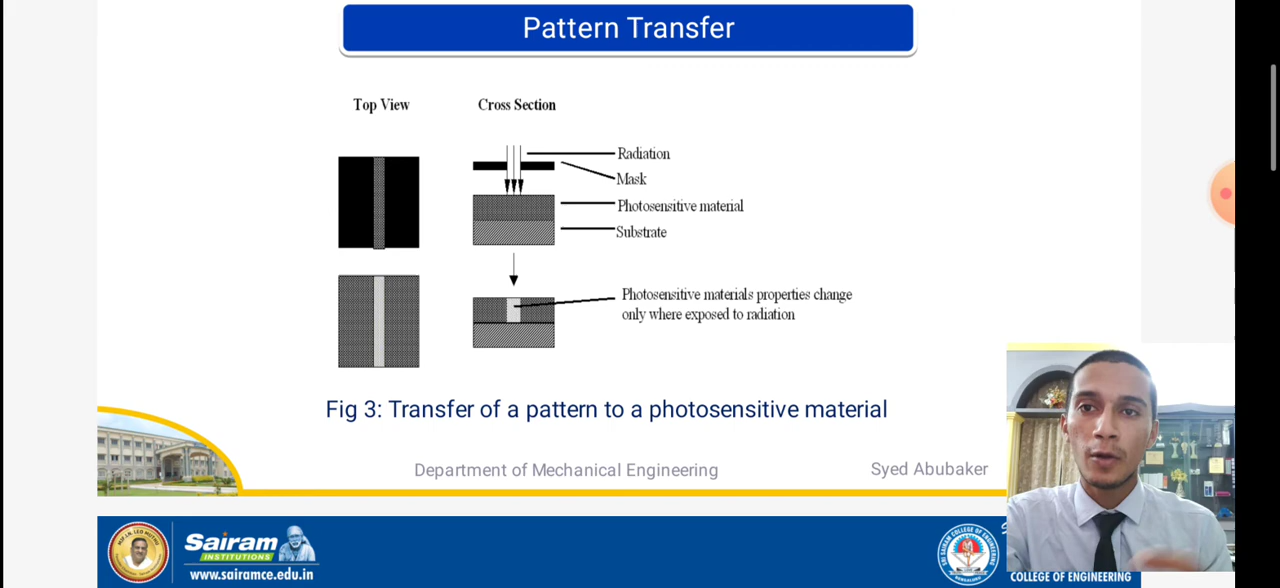 Pattern Transfer
Top View
Cross Section
Radiation
Mask
Photosensitive material
Substrate
Photosensitive materials properties change
only where exposed to radiation
Fig 3: Transfer of a pattern to a photosensitive material
Department of Mechanical Engineering
Syed Abubaker
Sairam
INSTITUTIONS
www.sairamce.edu.in
COLLEGE OF ENGINEERING